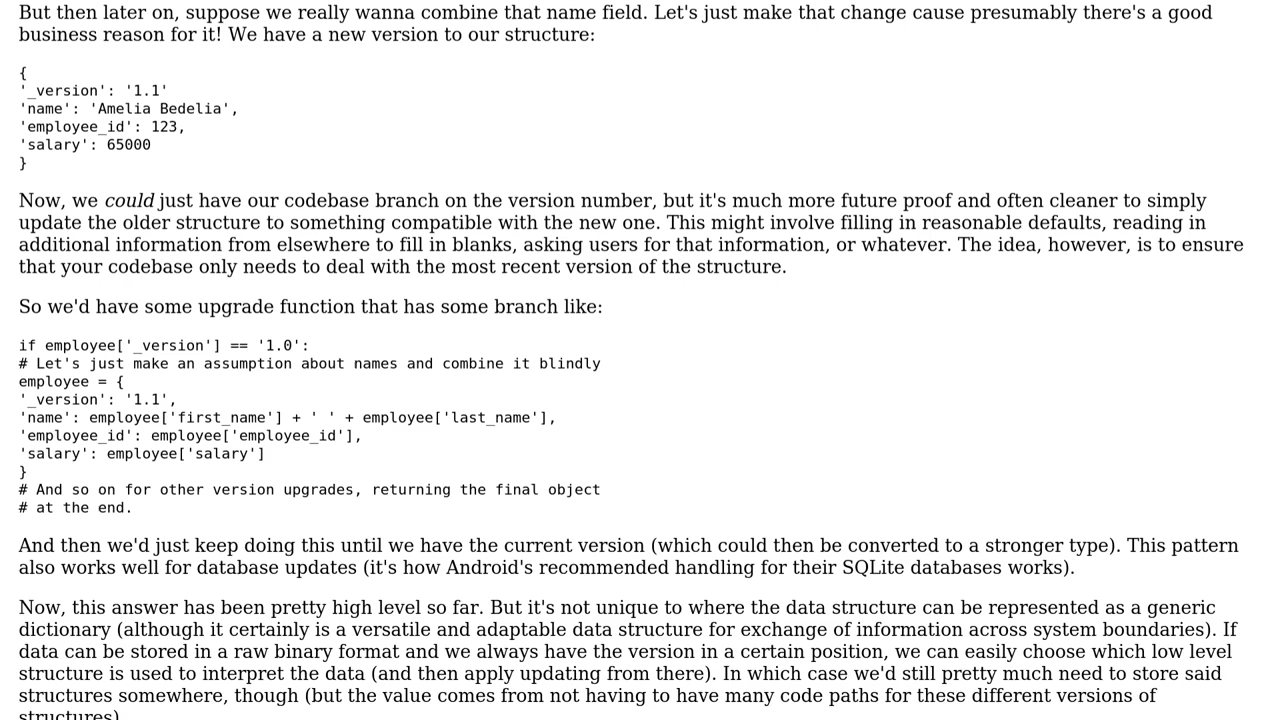 But then later on, suppose we really wanna combine that name field. Let's just make that change cause presumably there's a good
business reason for it! We have a new version to our structure:
{
'_version': '1.1'
'name': 'Amelia Bedelia',
'employee_id': 123,
'salary': 65000
}
Now, we could just have our codebase branch on the version number, but it's much more future proof and often cleaner to simply
update the older structure to something compatible with the new one. This might involve filling in reasonable defaults, reading in
additional information from elsewhere to fill in blanks, asking users for that information, or whatever. The idea, however, is to ensure
that your codebase only needs to deal with the most recent version of the structure.
So we'd have some upgrade function that has some branch like:
if employee['_version'] == '1.0':
# Let's just make an assumption about names and combine it blindly
employee = {
'_version': '1.1',
'name': employee['first_name'] + ' ' + employee['last_name'],
'employee_id': employee['employee_id'],
'salary': employee['salary']
}
# And so on for other version upgrades, returning the final object
# at the end.
And then we'd just keep doing this until we have the current version (which could then be converted to a stronger type). This pattern
also works well for database updates (it's how Android's recommended handling for their SQLite databases works).
Now, this answer has been pretty high level so far. But it's not unique to where the data structure can be represented as a generic
dictionary (although it certainly is a versatile and adaptable data structure for exchange of information across system boundaries). If
data can be stored in a raw binary format and we always have the version in a certain position, we can easily choose which low level
structure is used to interpret the data (and then apply updating from there). In which case we'd still pretty much need to store said
structures somewhere, though (but the value comes from not having to have many code paths for these different versions of
structures)